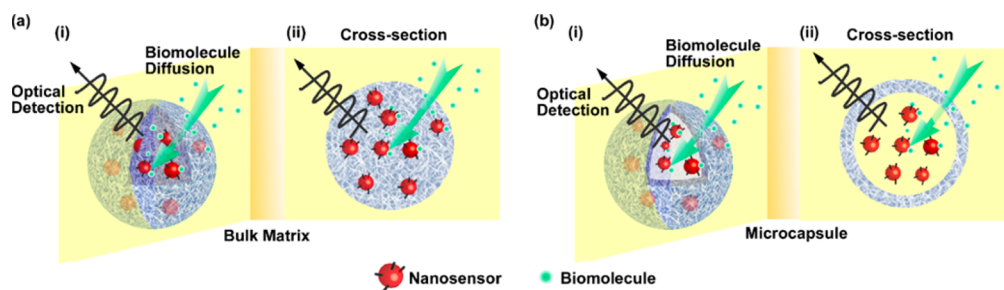 (a)
(i)
Biomolecule
Diffusion
Optical
Detection
(ii)
Cross-section
Bulk Matrix
(b)
(i)
Biomolecule
Diffusion
Optical
Detection
(ii)
Cross-section
Microcapsule
Nanosensor
Biomolecule